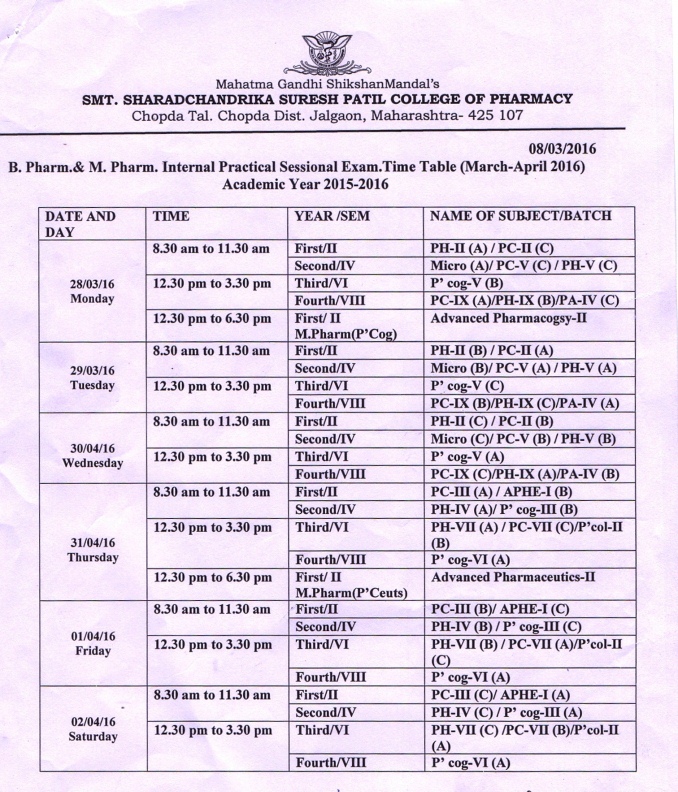 Mahatma Gandhi ShikshanMandal's
SMT. SHARADCHANDRIKA SURESH PATIL COLLEGE OF PHARMACY
Chopda Tal. Chopda Dist. Jalgaon, Maharashtra- 425 107
08/03/2016
B. Pharm.& M. Pharm. Internal Practical Sessional Exam.Time Table (March-April 2016)
Academic Year 2015-2016
DATE AND DAY TIME YEAR /SEM NAME OF SUBJECT/BATCH
28/03/16 Monday
8.30 am to 11.30 am First/II PH-II (A) / PC-II (C)
Second/IV Micro (A)/ PC-V (C) / PH-V (C)
12.30 pm to 3.30 pm Third/VI P' cog-V (B)
Fourth/VIII PC-IX (A)/PH-IX (B)/PA-IV (C)
12.30 pm to 6.30 pm First/ II Advanced Pharmacogsy-II
M.Pharm(P'Cog)
29/03/16 Tuesday
8.30 am to 11.30 am First/II PH-II (B) / PC-II (A)
Second/IV Micro (B)/ PC-V (A) / PH-V (A)
12.30 pm to 3.30 pm Third/VI P' cog-V (C)
Fourth/VIII PC-IX (B)/PH-IX (C)/PA-IV (A)
30/04/16 Wednesday
8.30 am to 11.30 am First/II PH-II (C) / PC-II (B)
Second/IV Micro (C)/ PC-V (B) / PH-V (B)
12.30 pm to 3.30 pm Third/VI P' cog-V (A)
Fourth/VIII PC-IX (C)/PH-IX (A)/PA-IV (B)
31/04/16 Thursday
8.30 am to 11.30 am First/II PC-III (A) / APHE-I (B)
Second/IV PH-IV (A)/ P' cog-III (B)
12.30 pm to 3.30 pm Third/VI PH-VII (A) / PC-VII (C)/P'col-II
(B)
Fourth/VIII P' cog-VI (A)
12.30 pm to 6.30 pm First/ II Advanced Pharmaceutics-II
M.Pharm(P'Ceuts)
01/04/16 Friday
8.30 am to 11.30 am First/II PC-III (B)/ APHE-I (C)
Second/IV PH-IV (B) / P' cog-III (C)
12.30 pm to 3.30 pm Third/VI PH-VII (B) / PC-VII (A)/P'col-II
(C)
Fourth/VIII P' cog-VI (A)
02/04/16 Saturday
8.30 am to 11.30 am First/II PC-III (C)/ APHE-I (A)
Second/IV PH-IV (C) / P' cog-III (A)
12.30 pm to 3.30 pm Third/VI PH-VII (C) /PC-VII (B)/P'col-II
(A)
Fourth/VIII P' cog-VI (A)